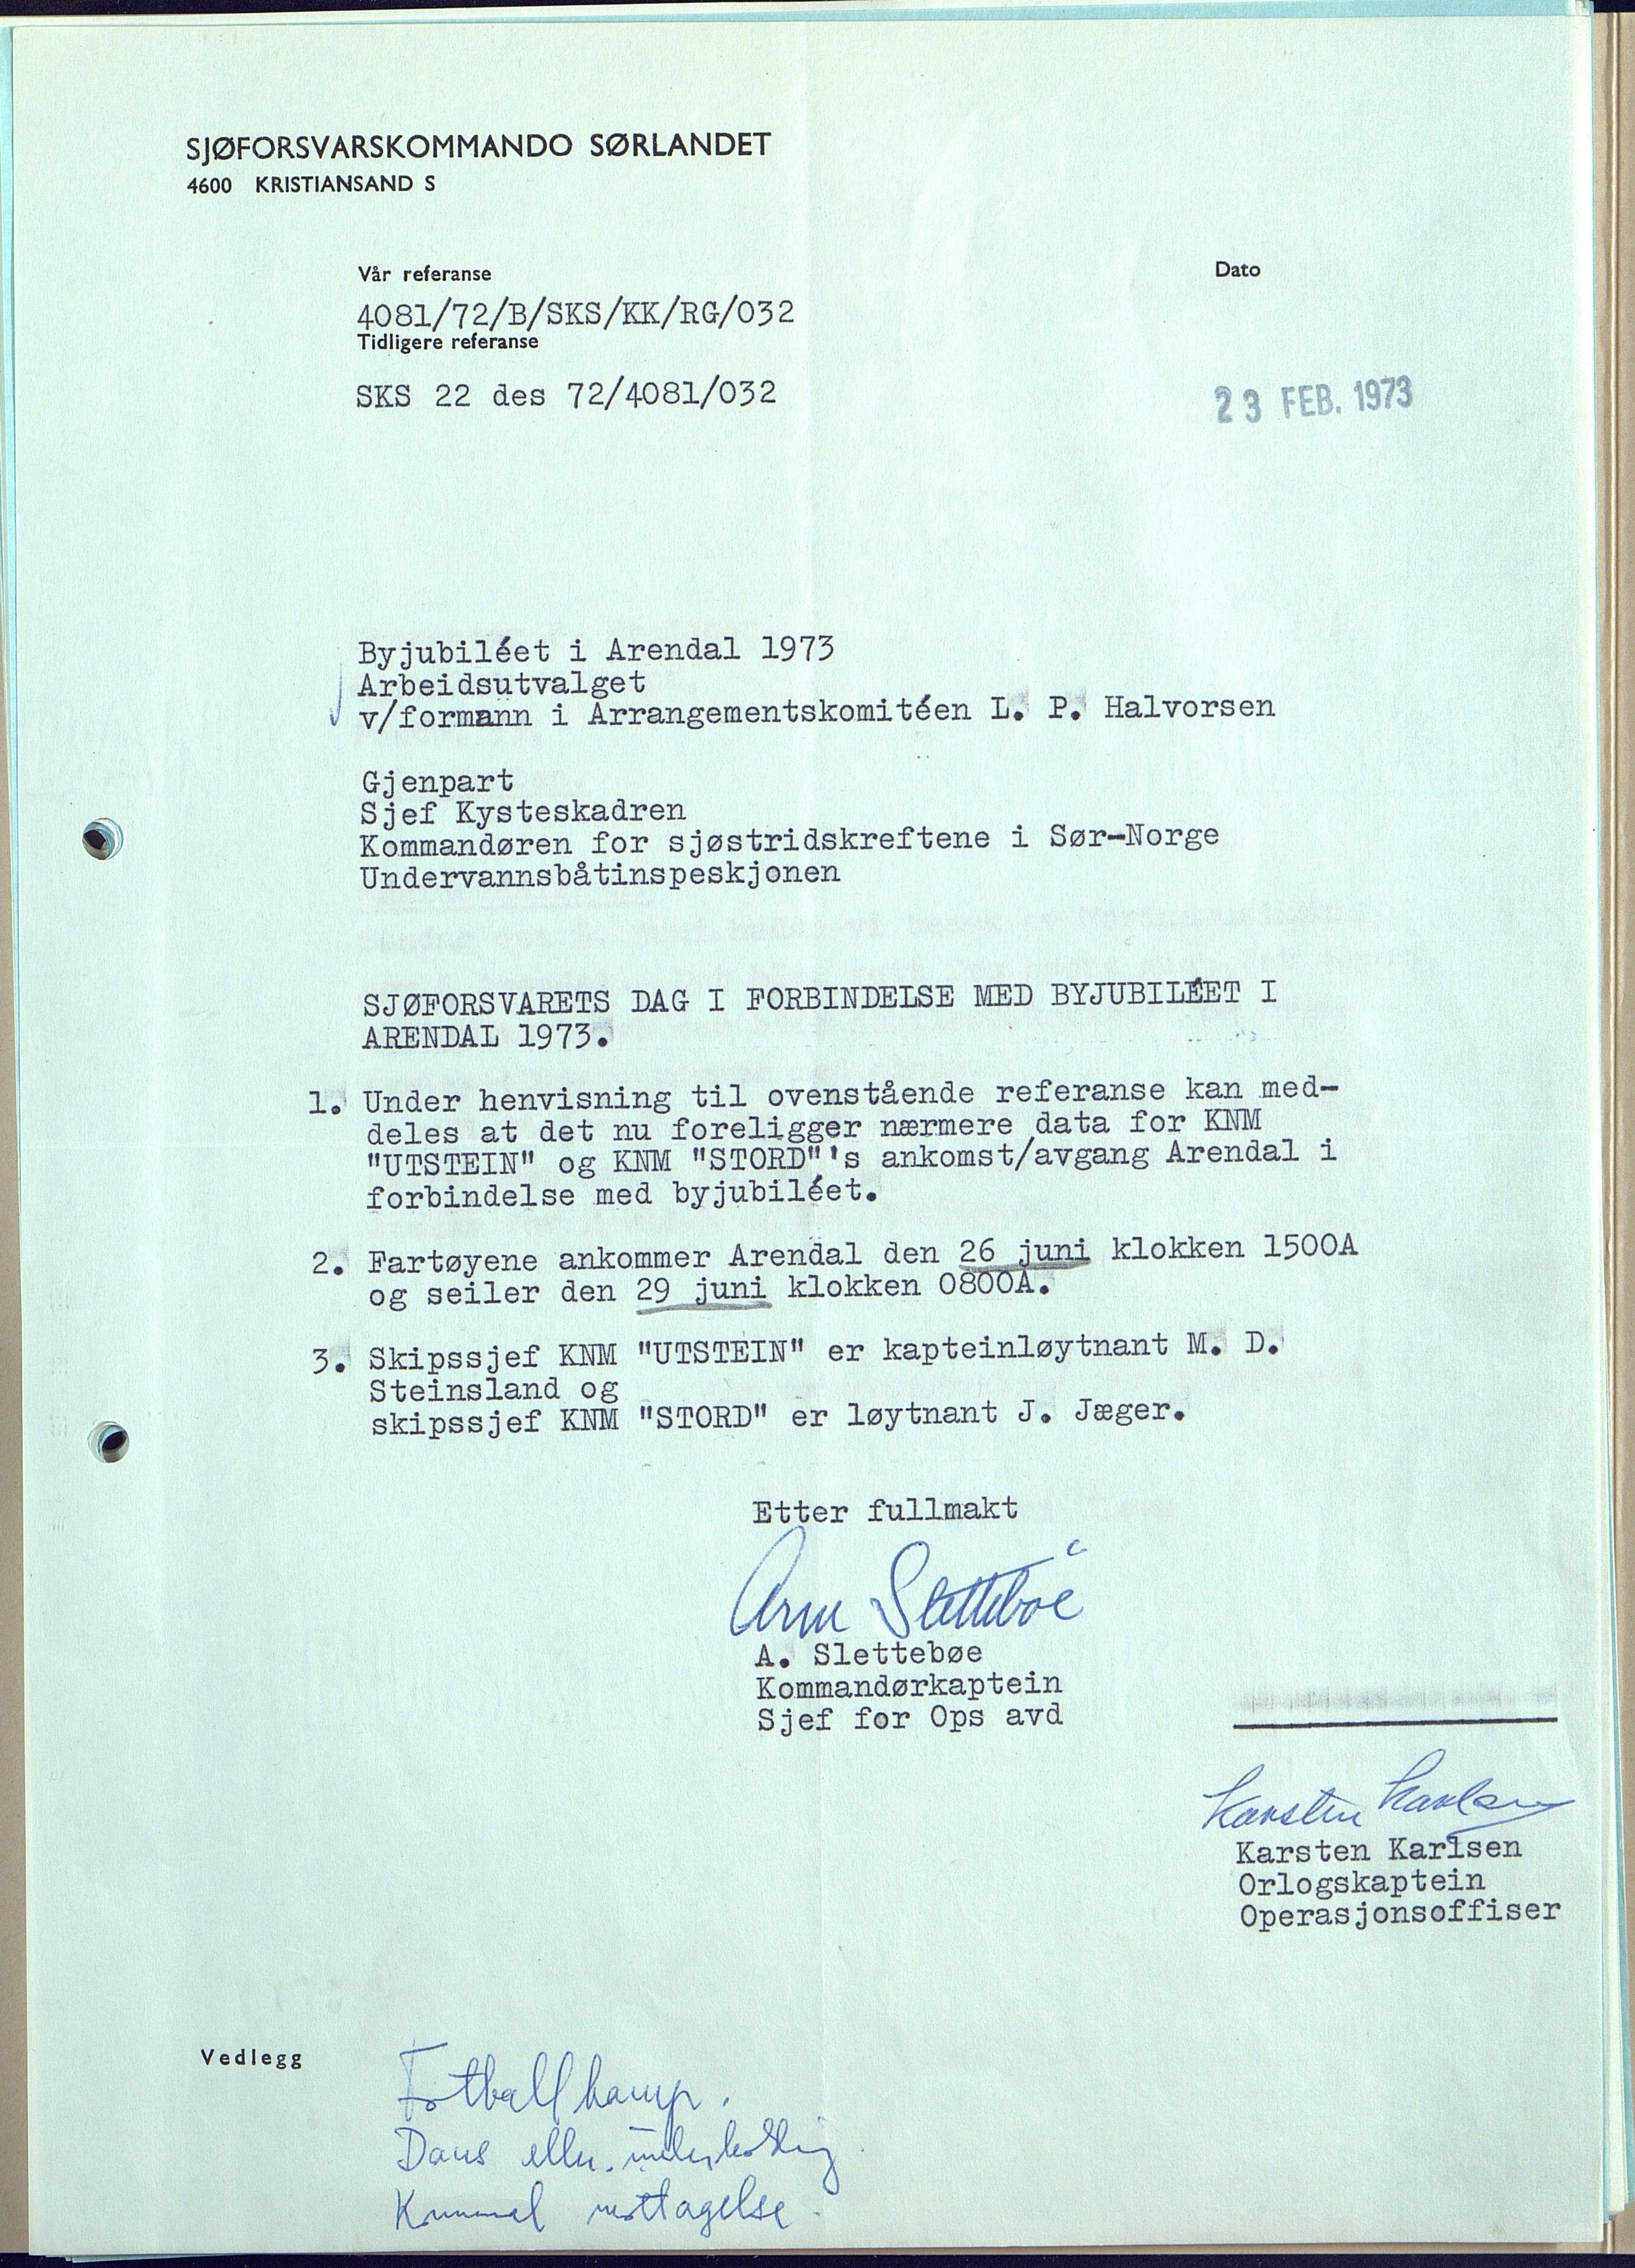 SJØFORSVARSKOMMANDO SØRLANDET
4600 KRISTIANSAND S
Vår referanse
Dato
4081/72/B/SKS/KK/RG/032
Tidligere referanse
SKS 22 des 72/4081/032
23 FEB. 1973
Byjubiléet i Arendal 1973
Arbeidsutvalget
v/formann i Arrangementskomitéen L. P. Halvorsen
Gjenpart
Sjef Kysteskadren
Kommandøren for sjøstridskreftene i Sør-Norge
Undervannsbåtinspeskjonen
SJØFORSVARETS DAG I FORBINDELSE MED BYJUBILÉET I
ARENDAL 1973.
1. Under henvisning til ovenstående referanse kan med-
deles at det nu foreligger nærmere data for KNM
"UTSTEIN" og KNM "STORD"'s ankomst/avgang Arendal i
forbindelse med byjubiléet.
2. Fartøyene ankommer Arendal den 26 juni klokken 1500A
og seiler den 29 juni klokken 0800A.
3. Skipssjef KNM "UTSTEIN" er kapteinløytnant M. D.
Steinsland og
skipssjef KNM "STORD" er løytnant J. Jæger.
Etter fullmakt
Arne Slettebøe
A. Slettebøe
Kommandørkaptein
Sjef for Ops avd
Karsten Karlsen
Karsten Karlsen
Orlogskaptein
Operasjonsoffiser
Vedlegg
Fotballkamp.
Dans eller underholdning
Kommunal mottagelse.